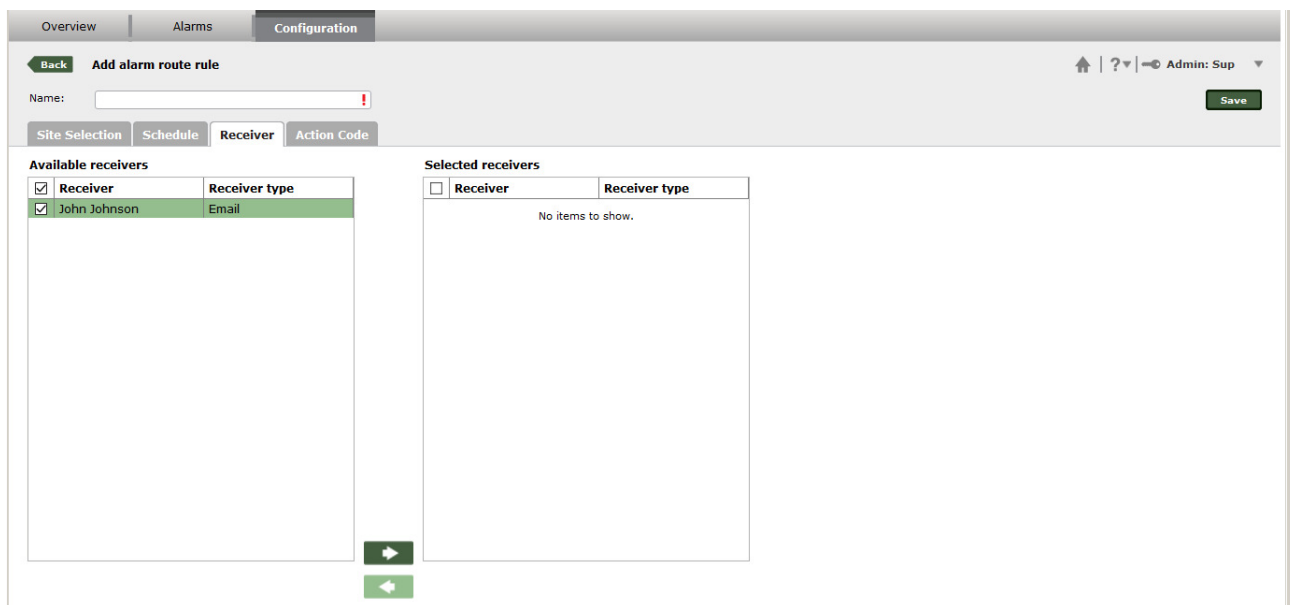 Overview Alarms Configuration
Back Add alarm route rule ? Admin: Sup
Name: ! Save
Site Selection Schedule Receiver Action Code
Available receivers Selected receivers
Receiver Receiver type Receiver Receiver type
John Johnson Email
No items to show.